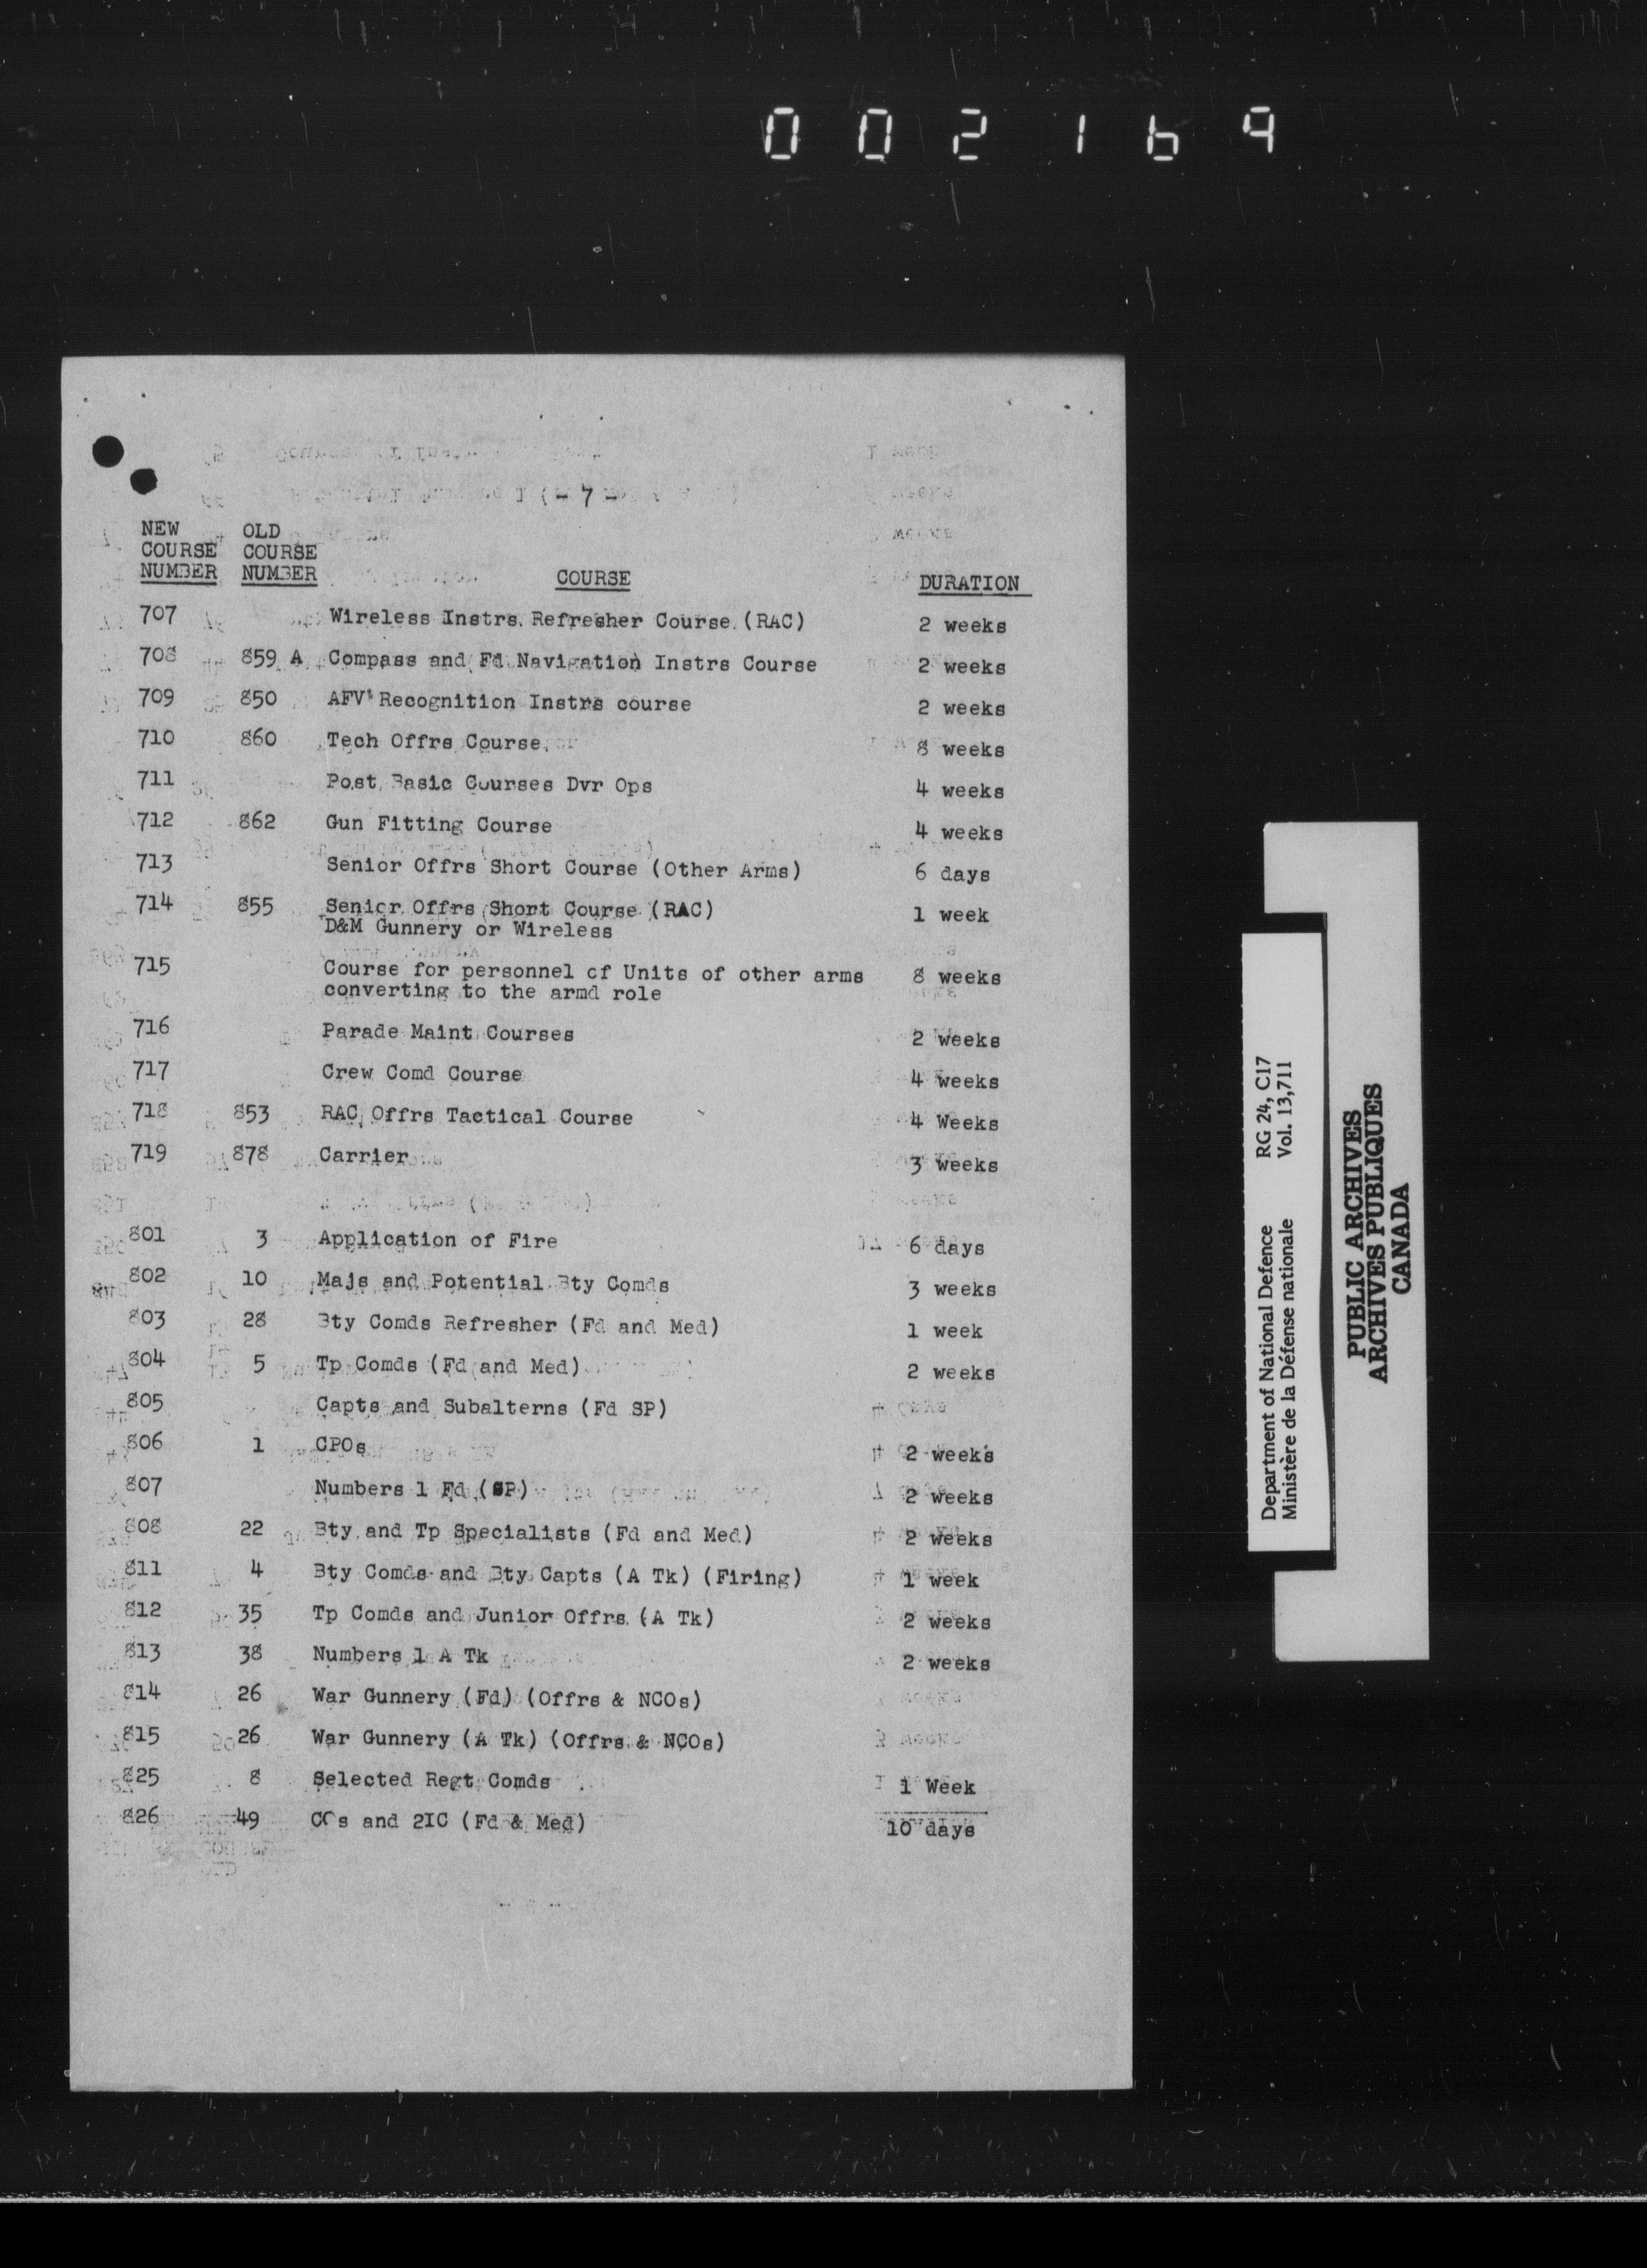 002169
- 7 -
NEW OLD
COURSE COURSE
NUMBER NUMBER COURSE DURATION
707 Wireless Instrs. Refresher Course (RAC) 2 weeks
708 859 A Compass and Fd Navigation Instrs Course 2 weeks
709 850 AFV Recognition Instrs course 2 weeks
710 860 Tech Offrs Course 8 weeks
711 Post Basic Courses Dvr Ops 4 weeks
712 862 Gun Fitting Course 4 weeks
713 Senior Offrs Short Course (Other Arms) 6 days
714 855 Senior Offrs Short Course (RAC) 1 week
D&M Gunnery or Wireless
715 Course for personnel of Units of other arms 8 weeks
converting to the armd role
716 Parade Maint Courses 2 weeks
717 Crew Comd Course 4 weeks
718 853 RAC Offrs Tactical Course 4 Weeks
719 878 Carrier 3 weeks
801 3 Application of Fire 6 days
802 10 Majs and Potential Bty Comds 3 weeks
803 28 Bty Comds Refresher (Fd and Med) 1 week
804 5 Tp Comds (Fd and Med) 2 weeks
805 Capts and Subalterns (Fd SP)
806 1 CPOs 2 weeks
807 Numbers 1 Fd (SP) 2 weeks
808 22 Bty and Tp Specialists (Fd and Med) 2 weeks
811 4 Bty Comds and Bty Capts (A Tk) (Firing) 1 week
812 35 Tp Comds and Junior Offrs (A Tk) 2 weeks
813 38 Numbers 1 A Tk 2 weeks
814 26 War Gunnery (Fd) (Offrs & NCOs)
815 26 War Gunnery (A Tk) (Offrs & NCOs)
825 8 Selected Regt Comds 1 Week
826 49 COs and 2IC (Fd & Med) 10 days
Department of National Defence RG 24, C17
Ministère de la Défense nationale Vol. 13,711
PUBLIC ARCHIVES
ARCHIVES PUBLIQUES
CANADA